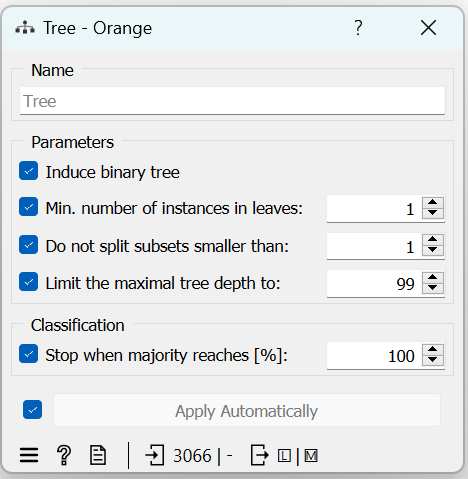 Tree - Orange ?
Name
Tree
Parameters
Induce binary tree
Min. number of instances in leaves: 1
Do not split subsets smaller than: 1
Limit the maximal tree depth to: 99
Classification
Stop when majority reaches [%]: 100
Apply Automatically
? 3066 | - L | M